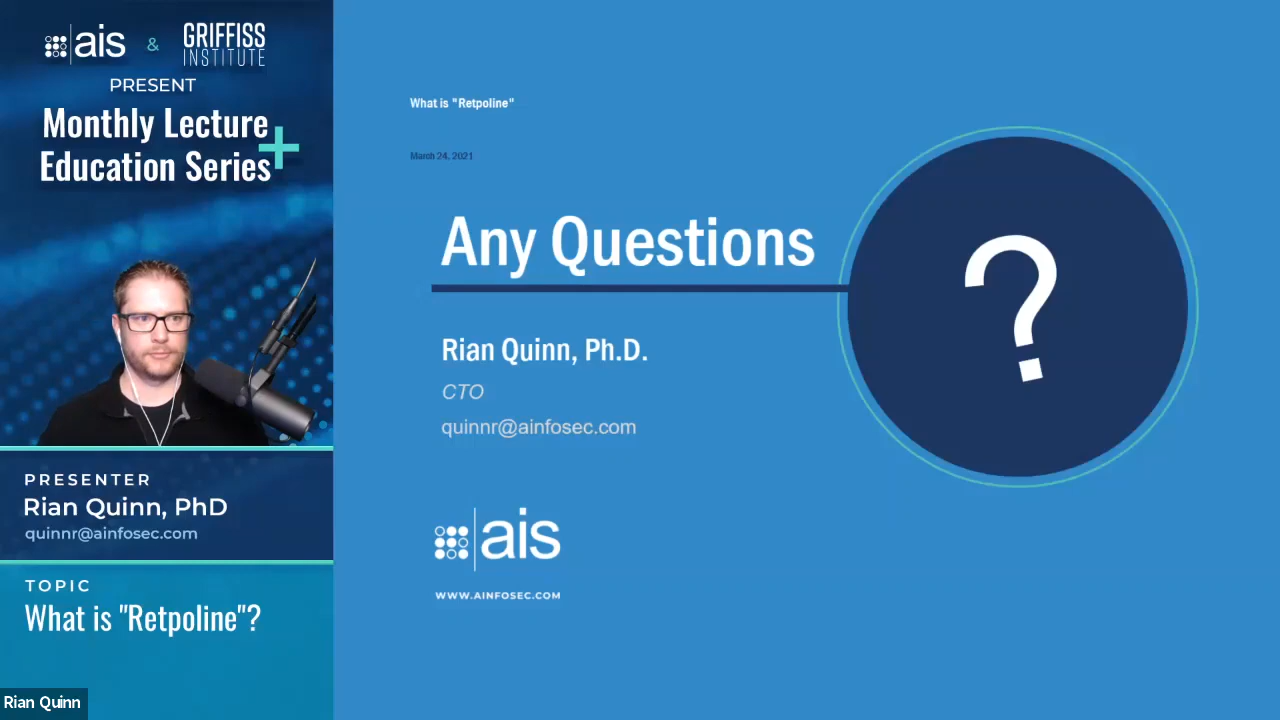 ais & GRIFFISS
INSTITUTE
PRESENT
Monthly Lecture
Education Series+
PRESENTER
Rian Quinn, PhD
quinnr@ainfosec.com
TOPIC
What is "Retpoline"?
Rian Quinn
What is "Retpoline"
March 24, 2021
Any Questions
?
Rian Quinn, Ph.D.
CTO
quinnr@ainfosec.com
ais
WWW.AINFOSEC.COM